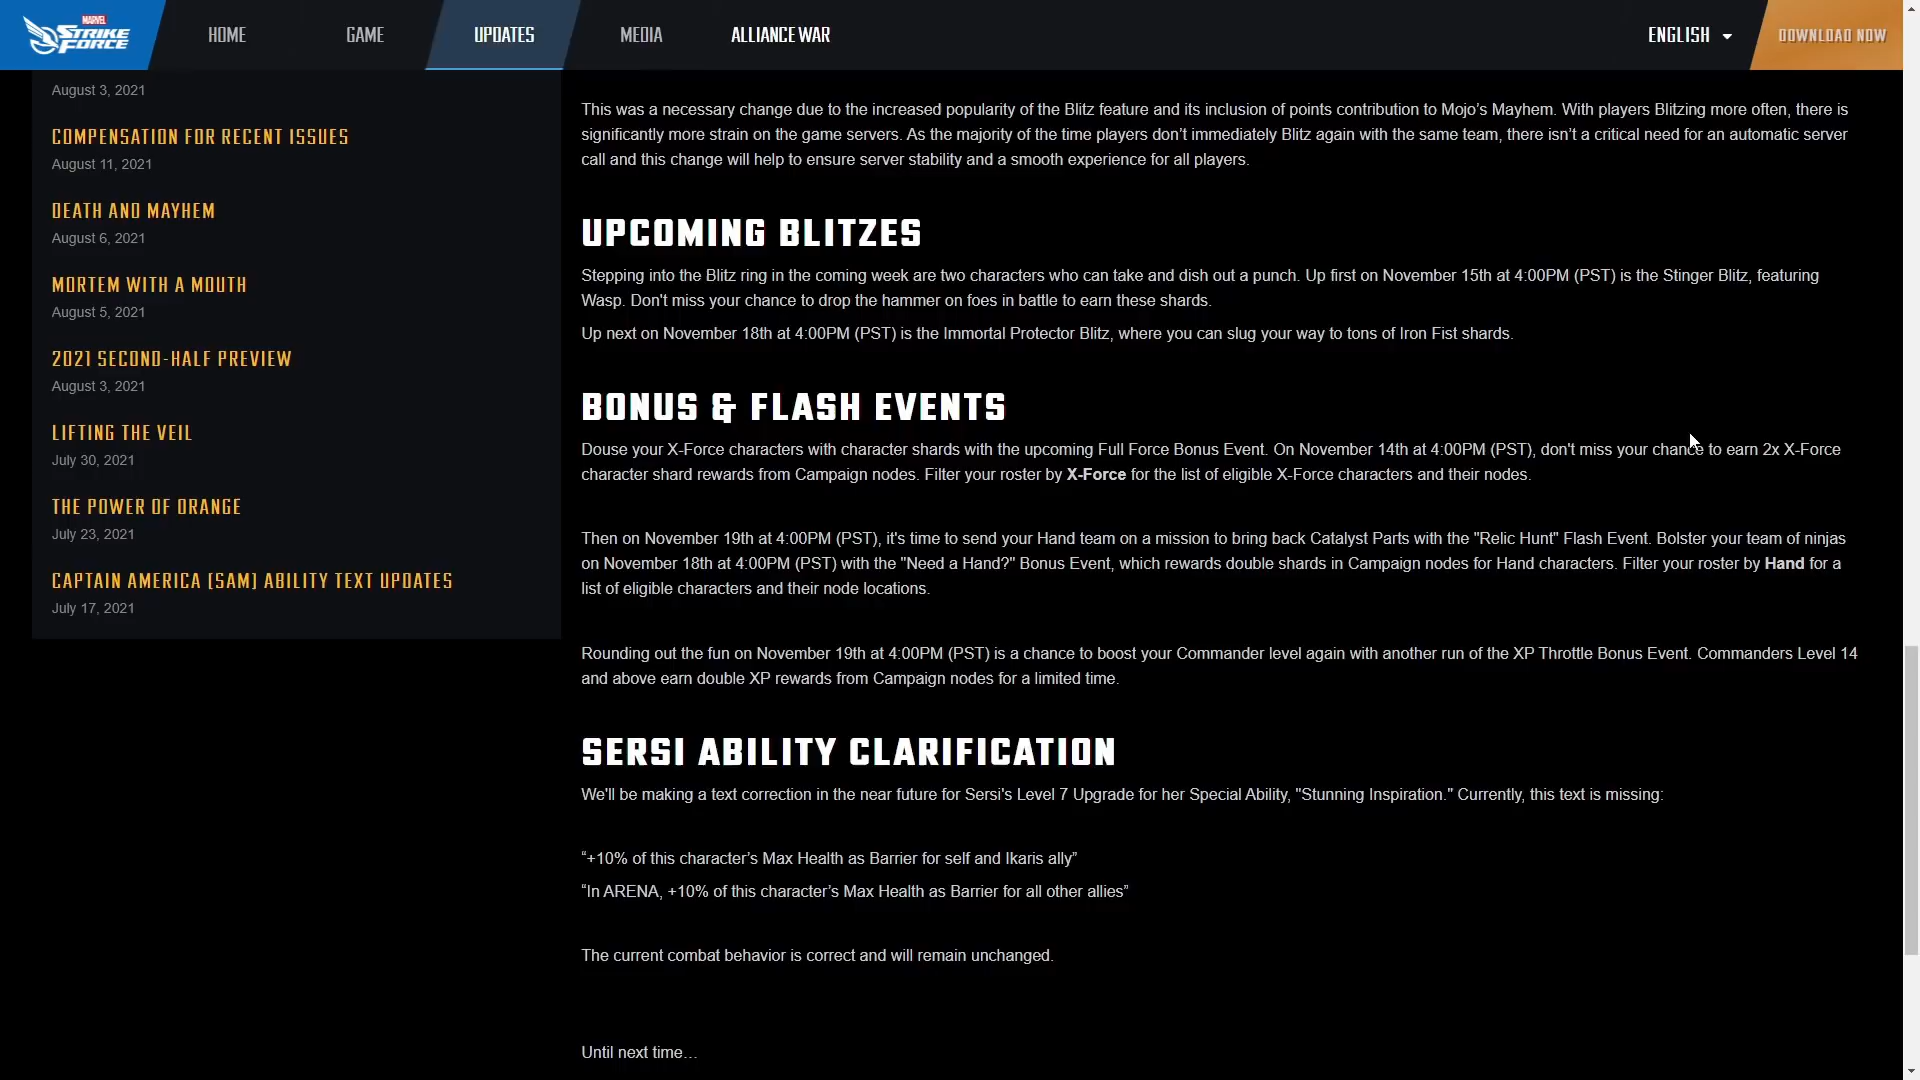 MARVEL
STRIKE
FORCE
HOME
GAME
UPDATES
MEDIA
ALLIANCE WAR
ENGLISH
DOWNLOAD NOW
August 3, 2021
COMPENSATION FOR RECENT ISSUES
August 11, 2021
DEATH AND MAYHEM
August 6, 2021
MORTEM WITH A MOUTH
August 5, 2021
2021 SECOND-HALF PREVIEW
August 3, 2021
LIFTING THE VEIL
July 30, 2021
THE POWER OF ORANGE
July 23, 2021
CAPTAIN AMERICA (SAM) ABILITY TEXT UPDATES
July 17, 2021
This was a necessary change due to the increased popularity of the Blitz feature and its inclusion of points contribution to Mojo’s Mayhem. With players Blitzing more often, there is
significantly more strain on the game servers. As the majority of the time players don’t immediately Blitz again with the same team, there isn’t a critical need for an automatic server
call and this change will help to ensure server stability and a smooth experience for all players.
UPCOMING BLITZES
Stepping into the Blitz ring in the coming week are two characters who can take and dish out a punch. Up first on November 15th at 4:00PM (PST) is the Stinger Blitz, featuring
Wasp. Don't miss your chance to drop the hammer on foes in battle to earn these shards.
Up next on November 18th at 4:00PM (PST) is the Immortal Protector Blitz, where you can slug your way to tons of Iron Fist shards.
BONUS & FLASH EVENTS
Douse your X-Force characters with character shards with the upcoming Full Force Bonus Event. On November 14th at 4:00PM (PST), don't miss your chance to earn 2x X-Force
character shard rewards from Campaign nodes. Filter your roster by X-Force for the list of eligible X-Force characters and their nodes.
Then on November 19th at 4:00PM (PST), it's time to send your Hand team on a mission to bring back Catalyst Parts with the "Relic Hunt" Flash Event. Bolster your team of ninjas
on November 18th at 4:00PM (PST) with the "Need a Hand?" Bonus Event, which rewards double shards in Campaign nodes for Hand characters. Filter your roster by Hand for a
list of eligible characters and their node locations.
Rounding out the fun on November 19th at 4:00PM (PST) is a chance to boost your Commander level again with another run of the XP Throttle Bonus Event. Commanders Level 14
and above earn double XP rewards from Campaign nodes for a limited time.
SERSI ABILITY CLARIFICATION
We'll be making a text correction in the near future for Sersi's Level 7 Upgrade for her Special Ability, "Stunning Inspiration." Currently, this text is missing:
“+10% of this character’s Max Health as Barrier for self and Ikaris ally”
“In ARENA, +10% of this character’s Max Health as Barrier for all other allies”
The current combat behavior is correct and will remain unchanged.
Until next time…